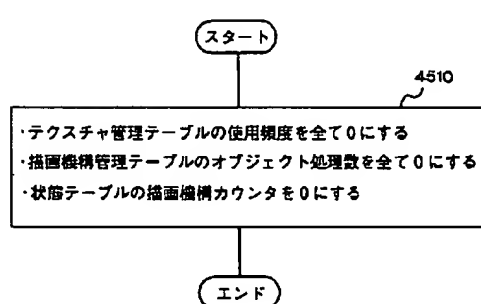 スタート
4510
・テクスチャ管理テーブルの使用頻度を全て0にする
・描画機構管理テーブルのオブジェクト処理数を全て0にする
・状態テーブルの描画機構カウンタを0にする
エンド